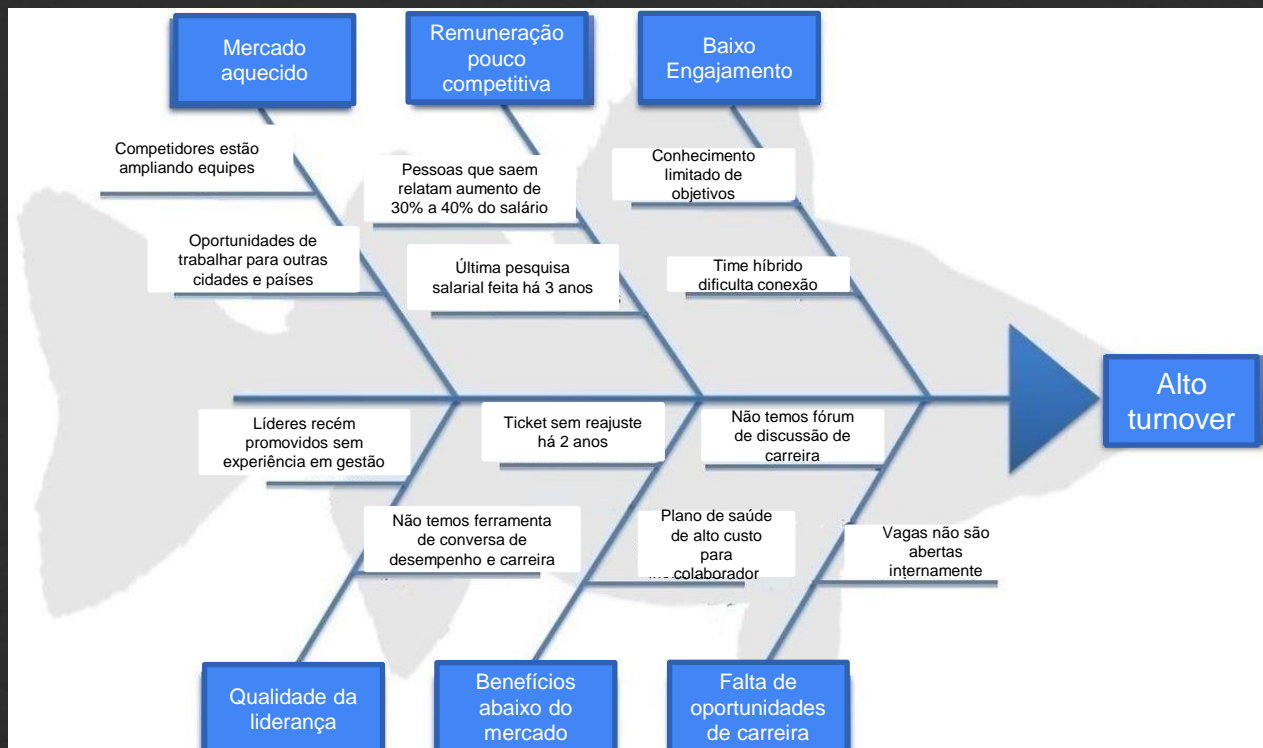 Mercado
aquecido
Remuneração
pouco
competitiva
Baixo
Engajamento
Competidores estão
ampliando equipes
Pessoas que saem
relatam aumento de
30% a 40% do salário
Conhecimento
limitado de
objetivos
Oportunidades de
trabalhar para outras
cidades e países
Última pesquisa
salarial feita há 3 anos
Time híbrido
dificulta conexão
Alto
turnover
Líderes recém
promovidos sem
experiência em gestão
Ticket sem reajuste
há 2 anos
Não temos fórum
de discussão de
carreira
Não temos ferramenta
de conversa de
desempenho e carreira
Plano de saúde
de alto custo
para
colaborador
Vagas não são
abertas
internamente
Qualidade da
liderança
Benefícios
abaixo do
mercado
Falta de
oportunidades
de carreira